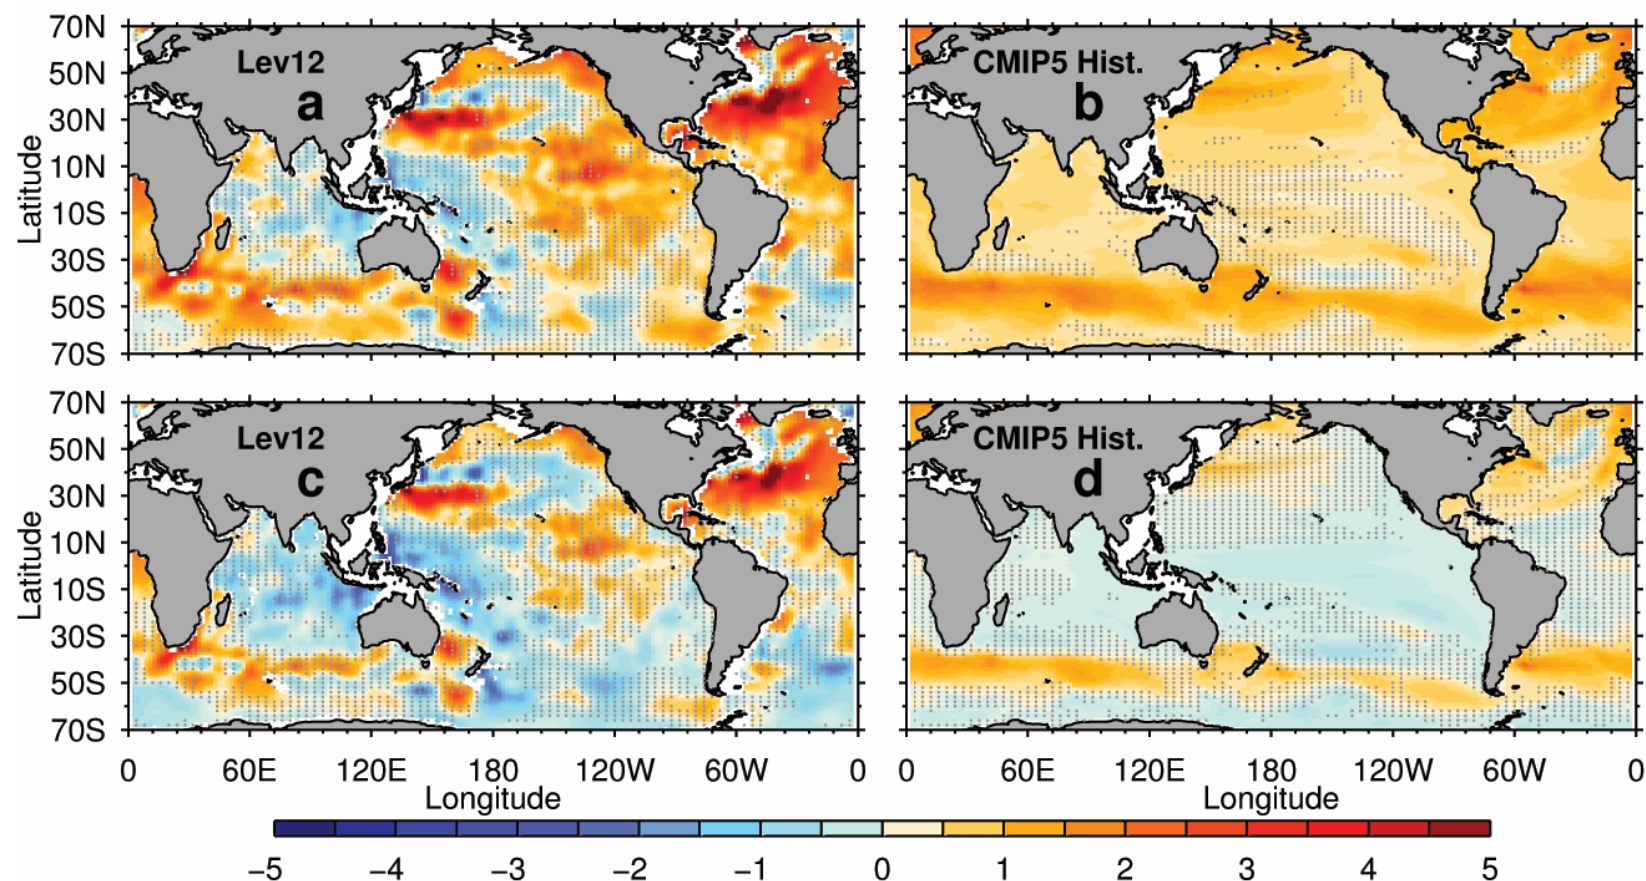 70N
50N
30N
10N
10S
30S
50S
70S
Latitude
Lev12
a
CMIP5 Hist.
b
70N
50N
30N
10N
10S
30S
50S
70S
Latitude
Lev12
c
CMIP5 Hist.
d
0 60E 120E 180 120W 60W 0
0 60E 120E 180 120W 60W 0
Longitude
Longitude
−5 −4 −3 −2 −1 0 1 2 3 4 5